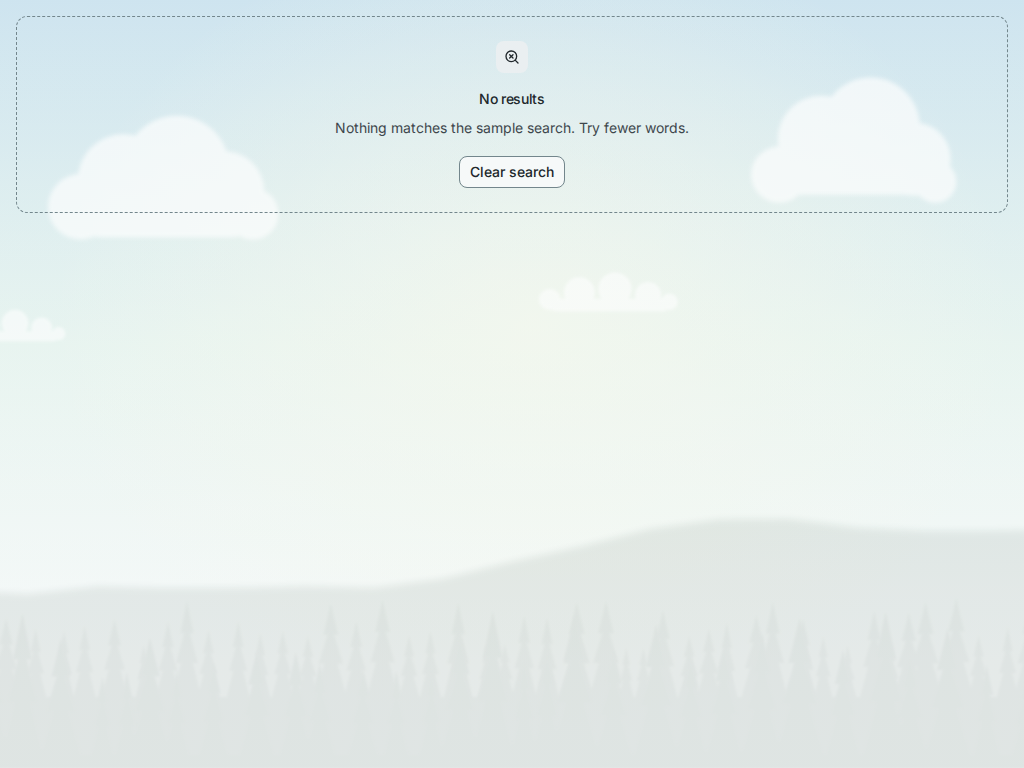 No results
Nothing matches the sample search. Try fewer words.
Clear search